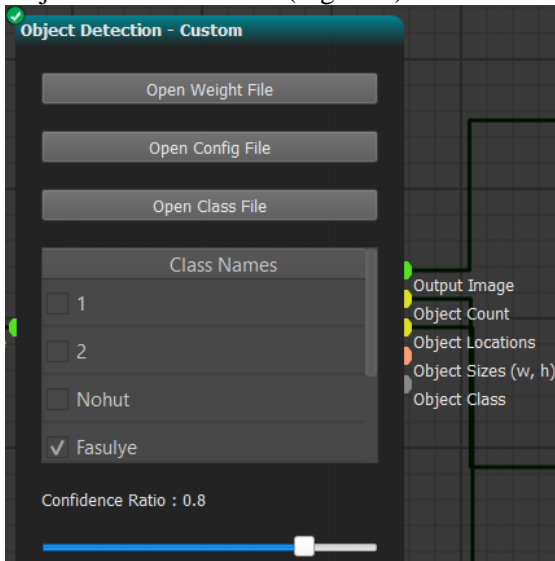 Object Detection - Custom
Open Weight File
Open Config File
Open Class File
Class Names
1
2
Nohut
Fasulye
Confidence Ratio : 0.8
Output Image
Object Count
Object Locations
Object Sizes (w, h)
Object Class